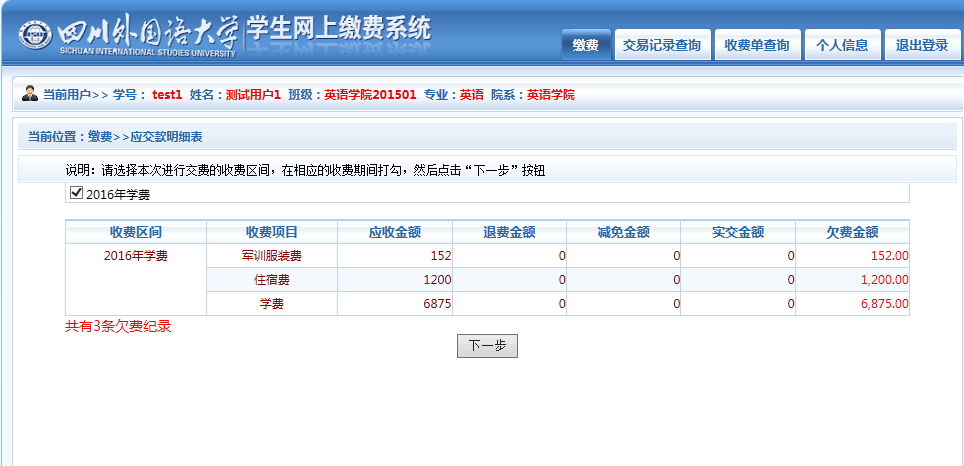 四川外国语大学 学生网上缴费系统
SICHUAN INTERNATIONAL STUDIES UNIVERSITY
缴费 交易记录查询 收费单查询 个人信息 退出登录
当前用户>> 学号： test1 姓名：测试用户1 班级：英语学院201501 专业：英语 院系：英语学院
当前位置：缴费>>应交款明细表
说明：请选择本次进行交费的收费区间，在相应的收费期间打勾，然后点击“下一步”按钮
2016年学费
收费区间 收费项目 应收金额 退费金额 减免金额 实交金额 欠费金额
2016年学费 军训服装费 152 0 0 0 152.00
住宿费 1200 0 0 0 1,200.00
学费 6875 0 0 0 6,875.00
共有3条欠费纪录
下一步